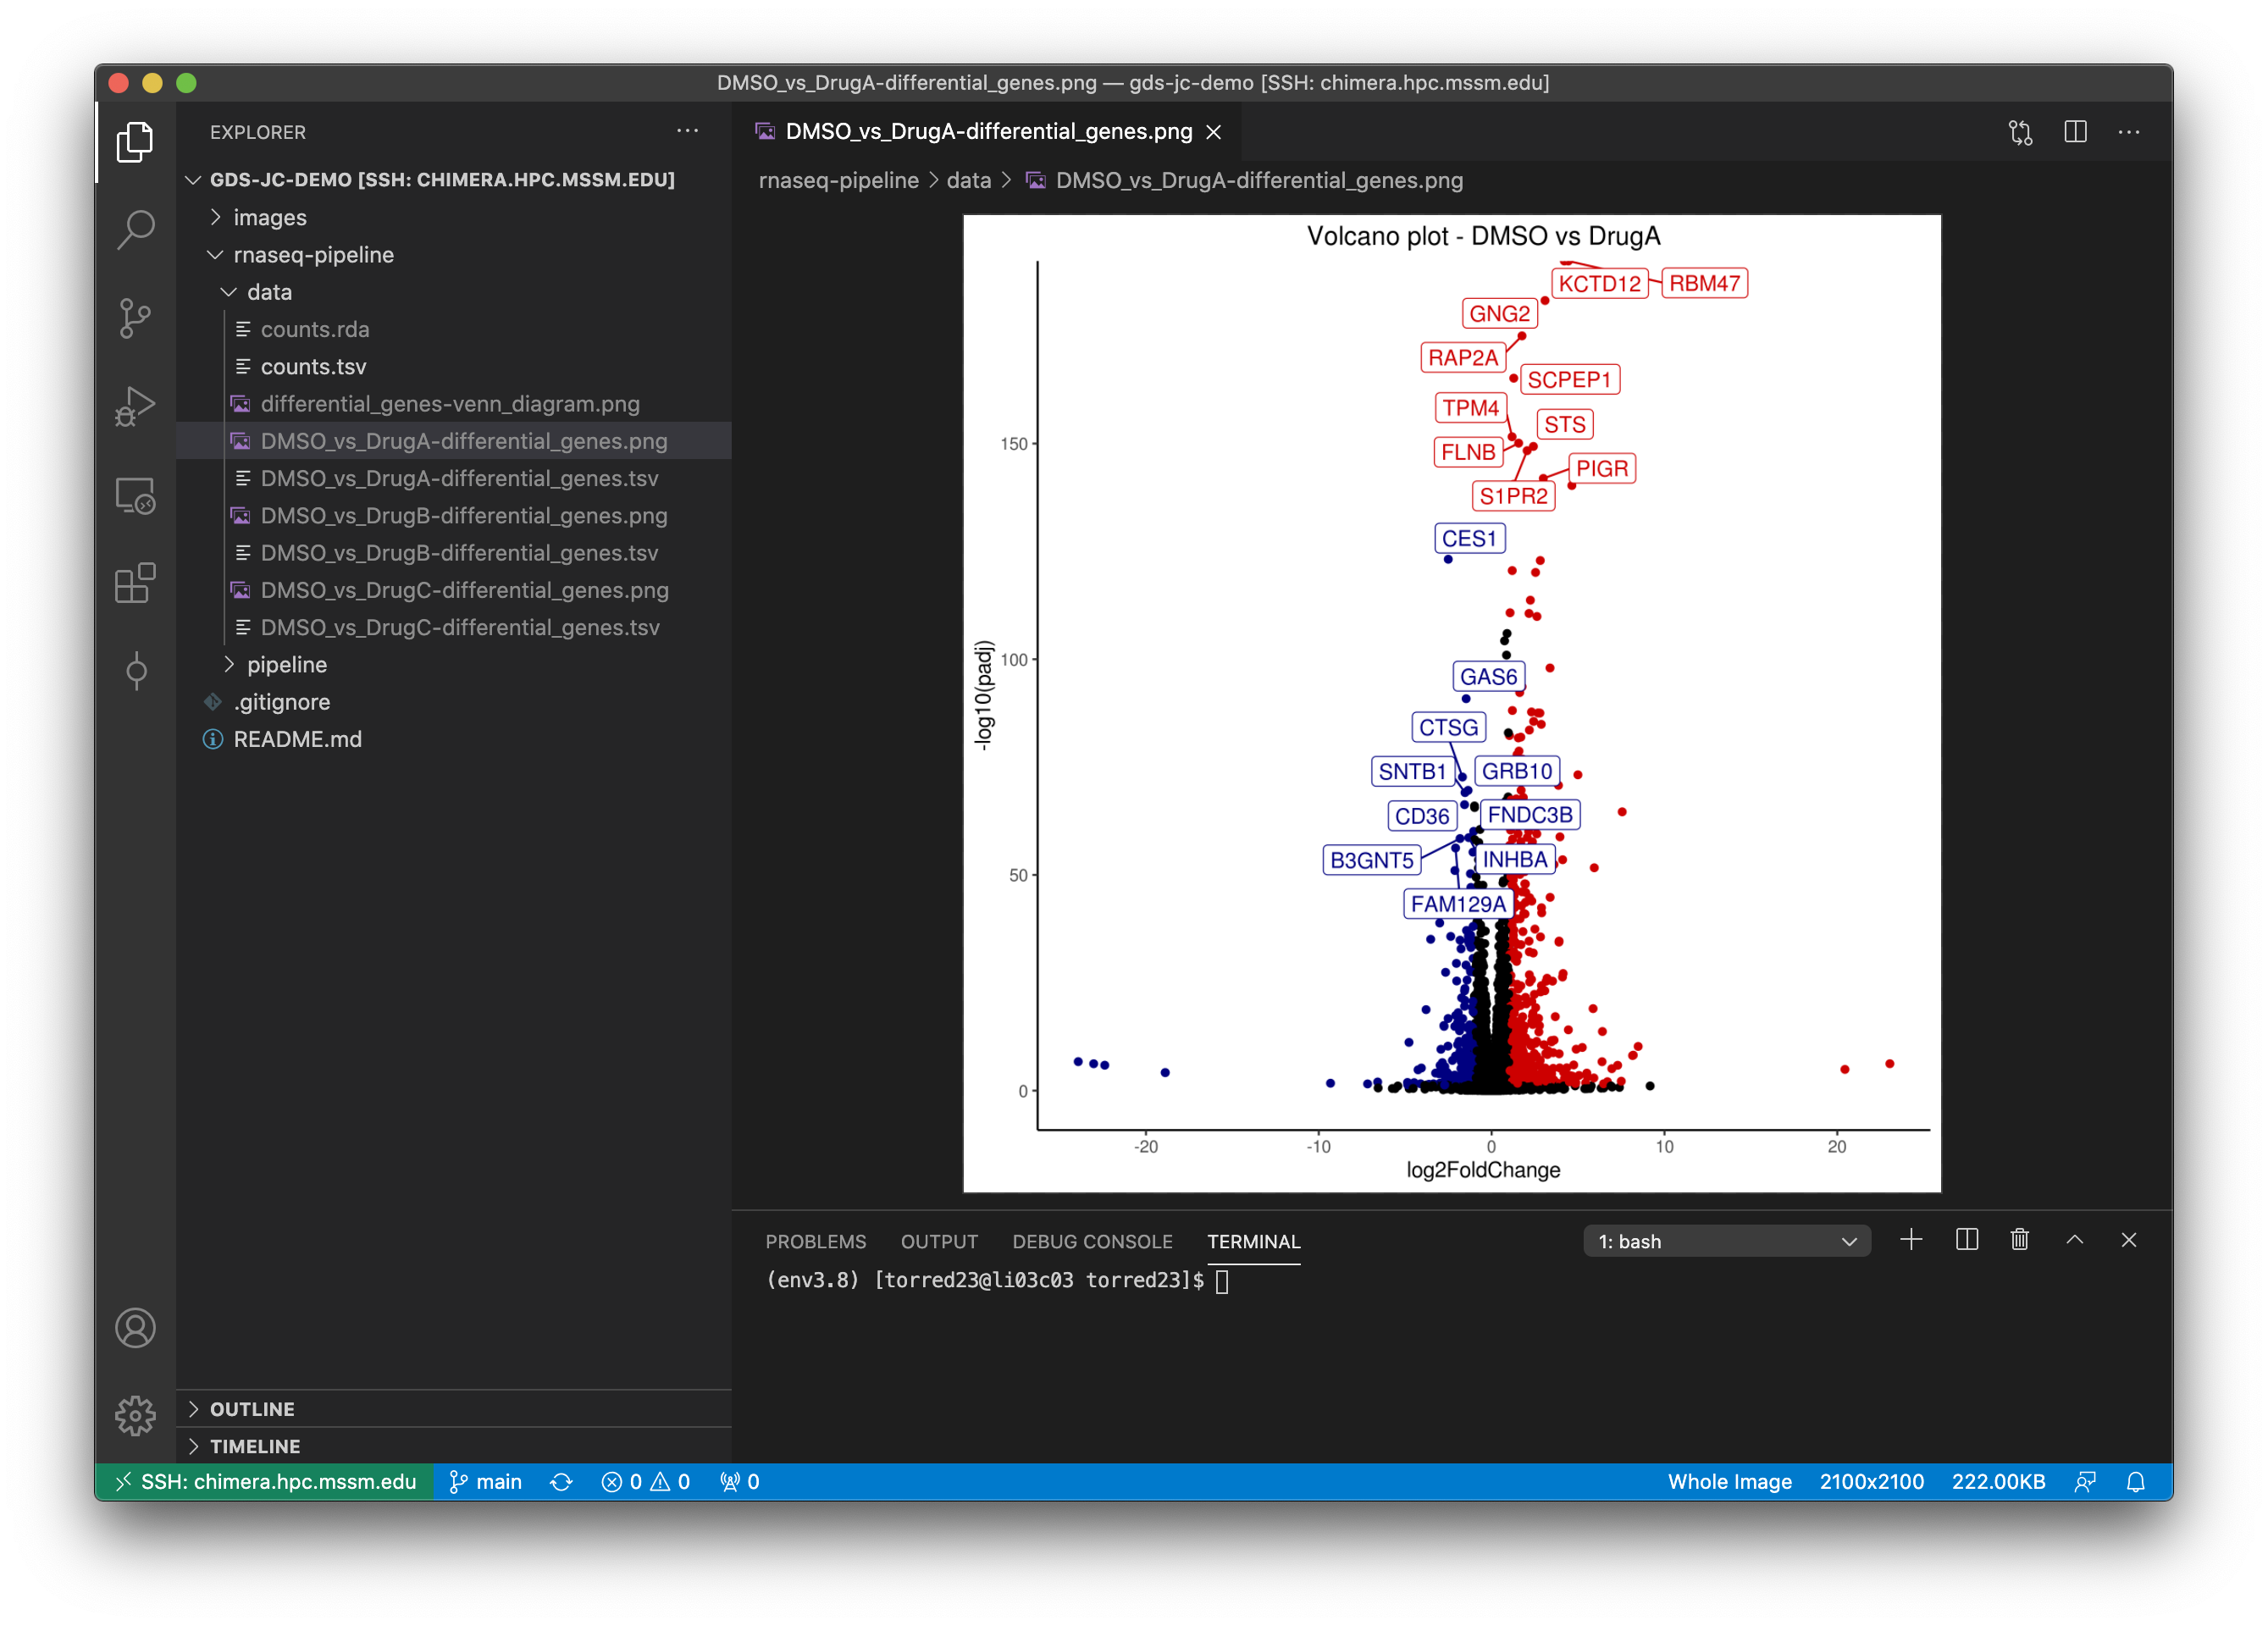 DMSO_vs_DrugA-differential_genes.png — gds-jc-demo [SSH: chimera.hpc.mssm.edu]
EXPLORER
GDS-JC-DEMO [SSH: CHIMERA.HPC.MSSM.EDU]
images
rnaseq-pipeline
data
counts.rda
counts.tsv
differential_genes-venn_diagram.png
DMSO_vs_DrugA-differential_genes.png
DMSO_vs_DrugA-differential_genes.tsv
DMSO_vs_DrugB-differential_genes.png
DMSO_vs_DrugB-differential_genes.tsv
DMSO_vs_DrugC-differential_genes.png
DMSO_vs_DrugC-differential_genes.tsv
pipeline
.gitignore
README.md
OUTLINE
TIMELINE
DMSO_vs_DrugA-differential_genes.png
rnaseq-pipeline > data > DMSO_vs_DrugA-differential_genes.png
Volcano plot - DMSO vs DrugA
KCTD12 RBM47
GNG2
RAP2A
SCPEP1
TPM4
STS
FLNB
PIGR
S1PR2
CES1
GAS6
CTSG
SNTB1 GRB10
CD36 FNDC3B
B3GNT5 INHBA
FAM129A
-log10(padj)
150
100
50
0
-20 -10 0 10 20
log2FoldChange
PROBLEMS OUTPUT DEBUG CONSOLE TERMINAL 1: bash
(env3.8) [torred23@li03c03 torred23]$
SSH: chimera.hpc.mssm.edu main 0 0 0 Whole Image 2100x2100 222.00KB